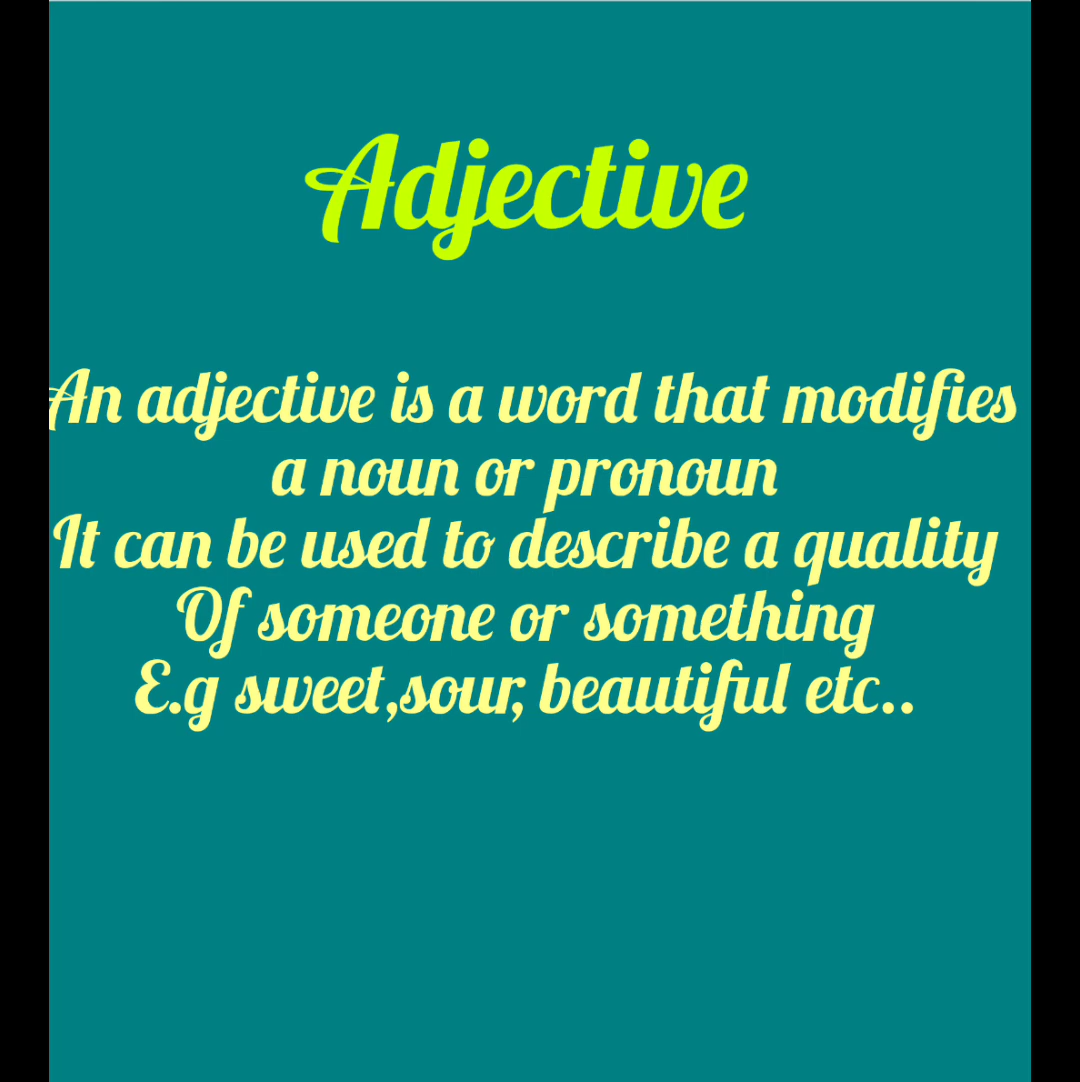 Adjective
An adjective is a word that modifies
a noun or pronoun
It can be used to describe a quality
Of someone or something
E.g sweet,sour, beautiful etc..